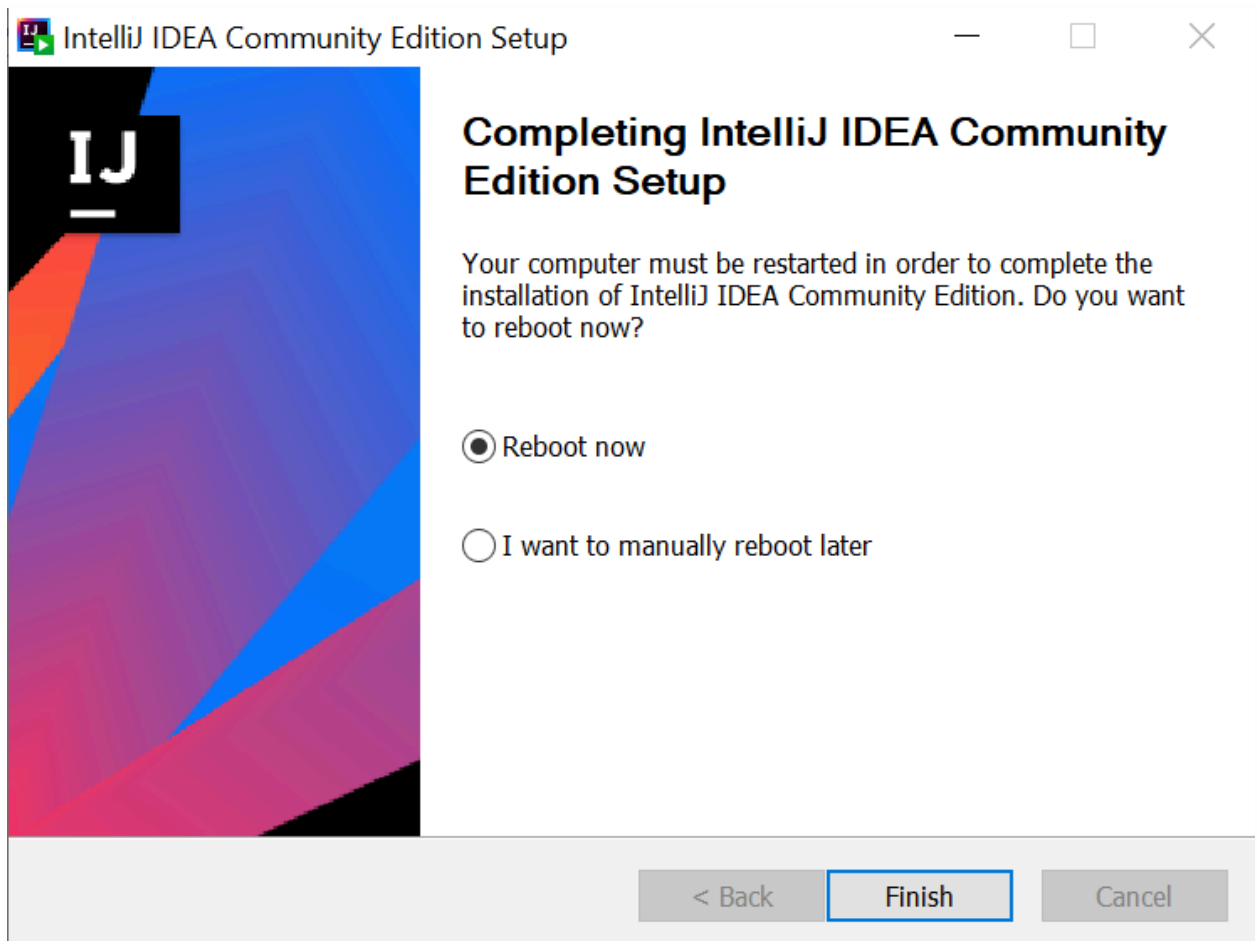 IntelliJ IDEA Community Edition Setup
IJ
Completing IntelliJ IDEA Community
Edition Setup
Your computer must be restarted in order to complete the
installation of IntelliJ IDEA Community Edition. Do you want
to reboot now?
Reboot now
I want to manually reboot later
< Back
Finish
Cancel